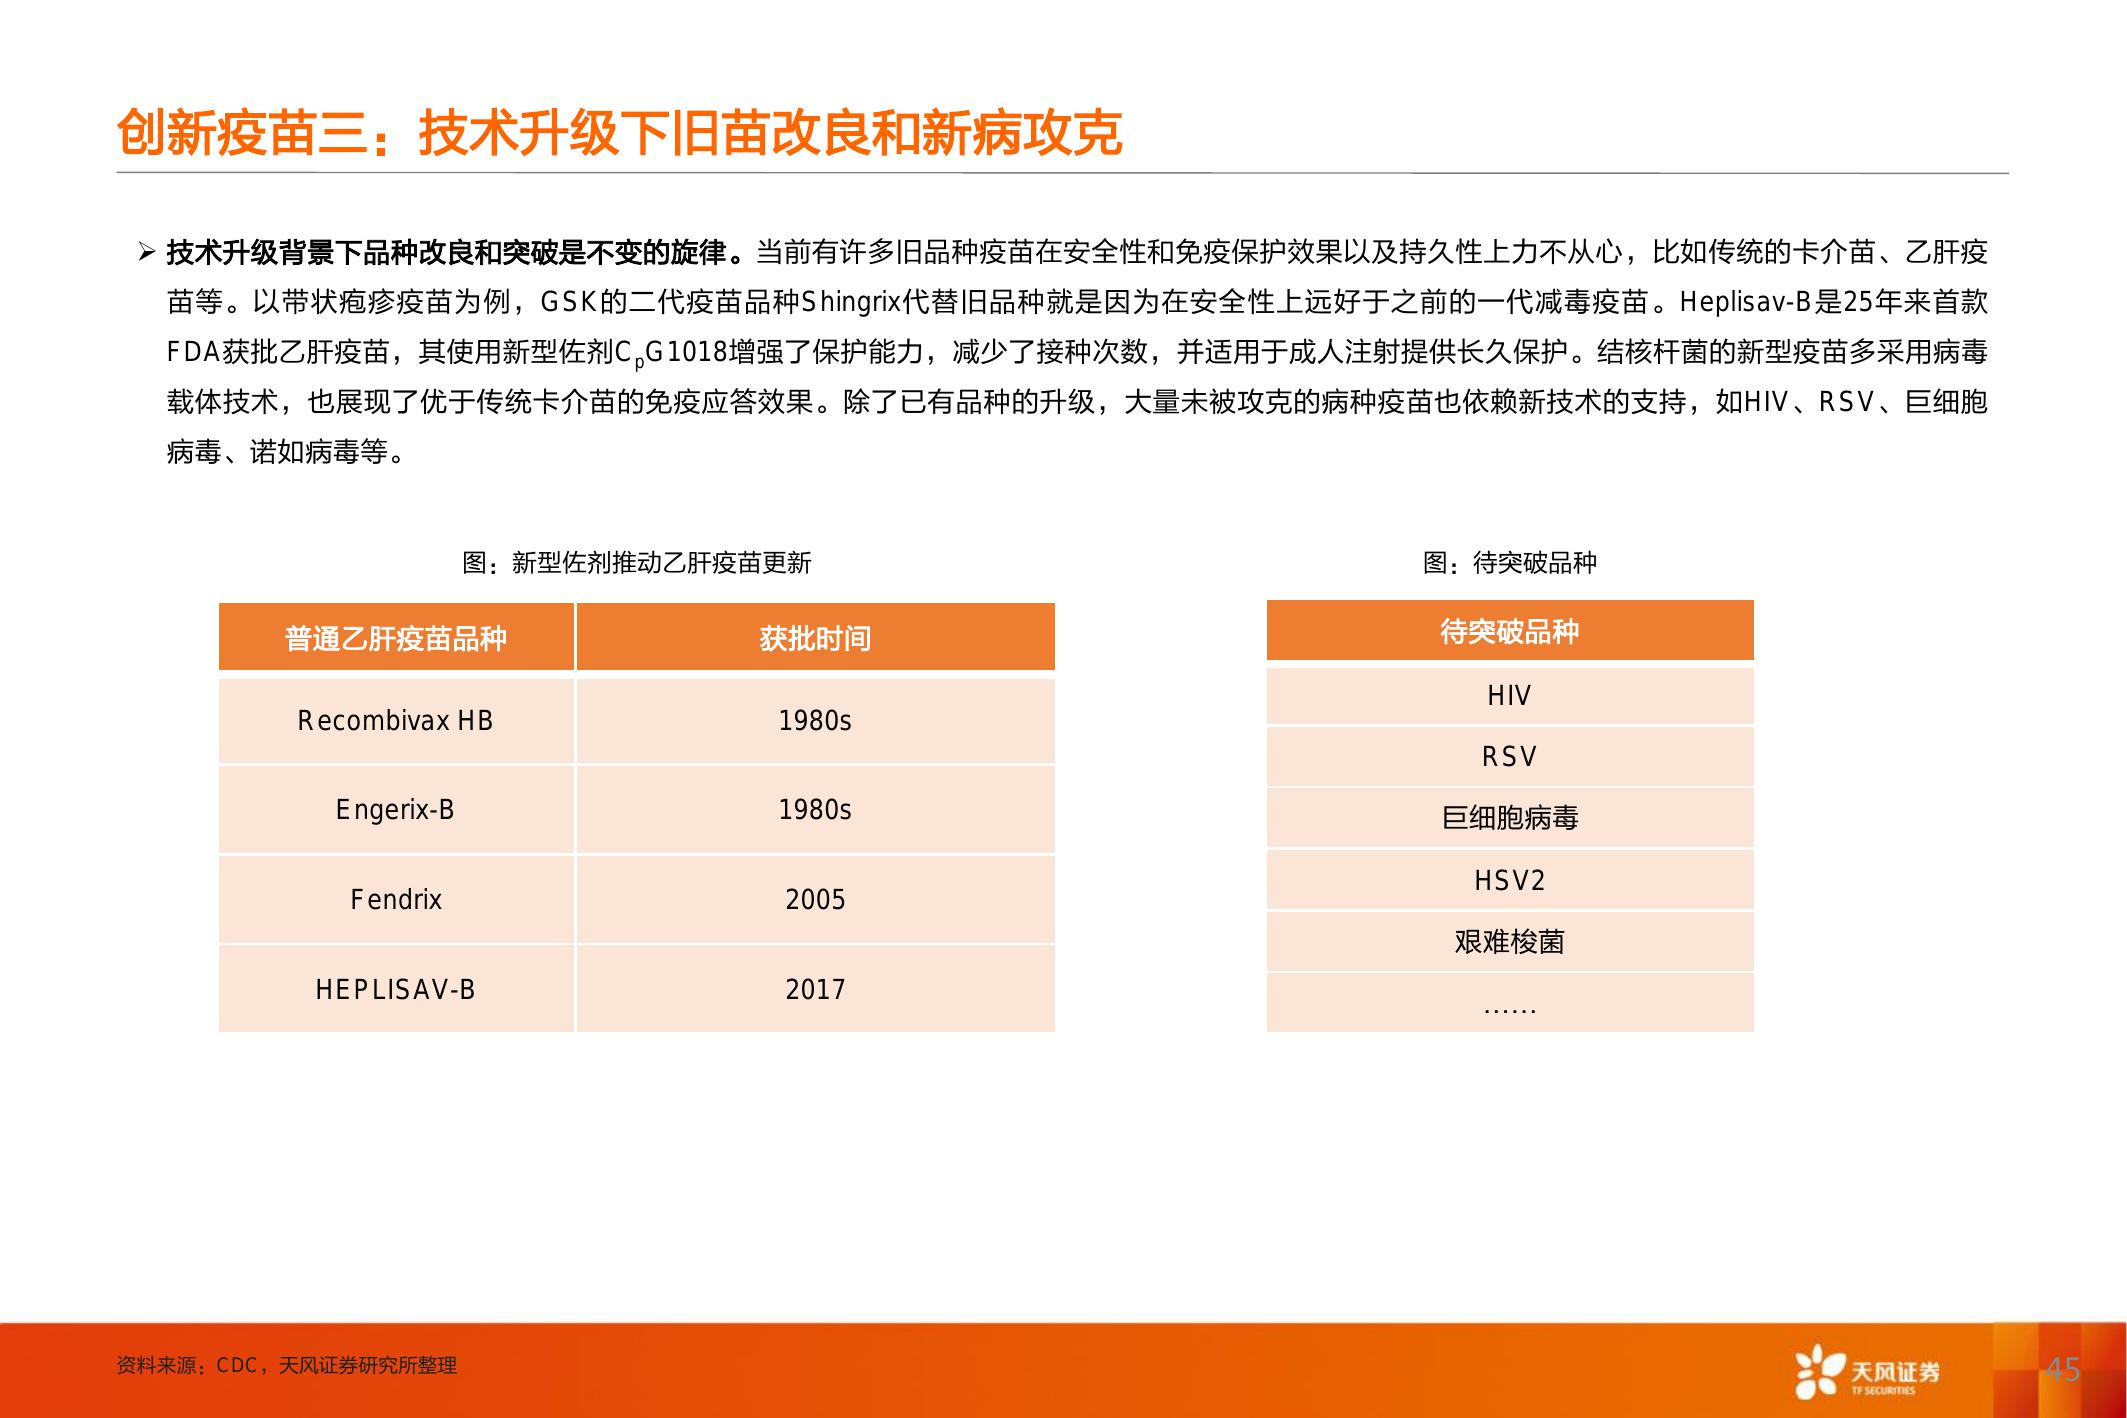 创新疫苗三：技术升级下旧苗改良和新病攻克
➢ 技术升级背景下品种改良和突破是不变的旋律。当前有许多旧品种疫苗在安全性和免疫保护效果以及持久性上力不从心，比如传统的卡介苗、乙肝疫
苗等。以带状疱疹疫苗为例，GSK的二代疫苗品种Shingrix代替旧品种就是因为在安全性上远好于之前的一代减毒疫苗。Heplisav-B是25年来首款
FDA获批乙肝疫苗，其使用新型佐剂CpG1018增强了保护能力，减少了接种次数，并适用于成人注射提供长久保护。结核杆菌的新型疫苗多采用病毒
载体技术，也展现了优于传统卡介苗的免疫应答效果。除了已有品种的升级，大量未被攻克的病种疫苗也依赖新技术的支持，如HIV、RSV、巨细胞
病毒、诺如病毒等。
图：新型佐剂推动乙肝疫苗更新
普通乙肝疫苗品种 获批时间
Recombivax HB 1980s
Engerix-B 1980s
Fendrix 2005
HEPLISAV-B 2017
图：待突破品种
待突破品种
HIV
RSV
巨细胞病毒
HSV2
艰难梭菌
……
资料来源：CDC，天风证券研究所整理
天风证券
TF SECURITIES
45